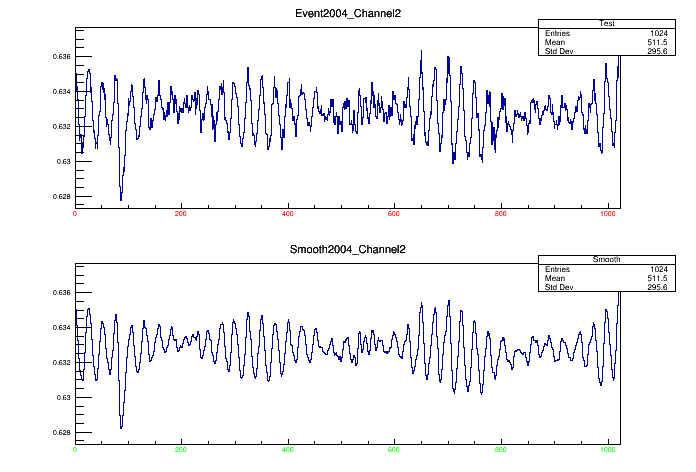 Event2004_Channel2
Test
Entries 1024
Mean 511.5
Std Dev 295.6
0.636
0.634
0.632
0.63
0.628
0 200 400 600 800 1000
Smooth2004_Channel2
Smooth
Entries 1024
Mean 511.5
Std Dev 295.6
0.636
0.634
0.632
0.63
0.628
0 200 400 600 800 1000